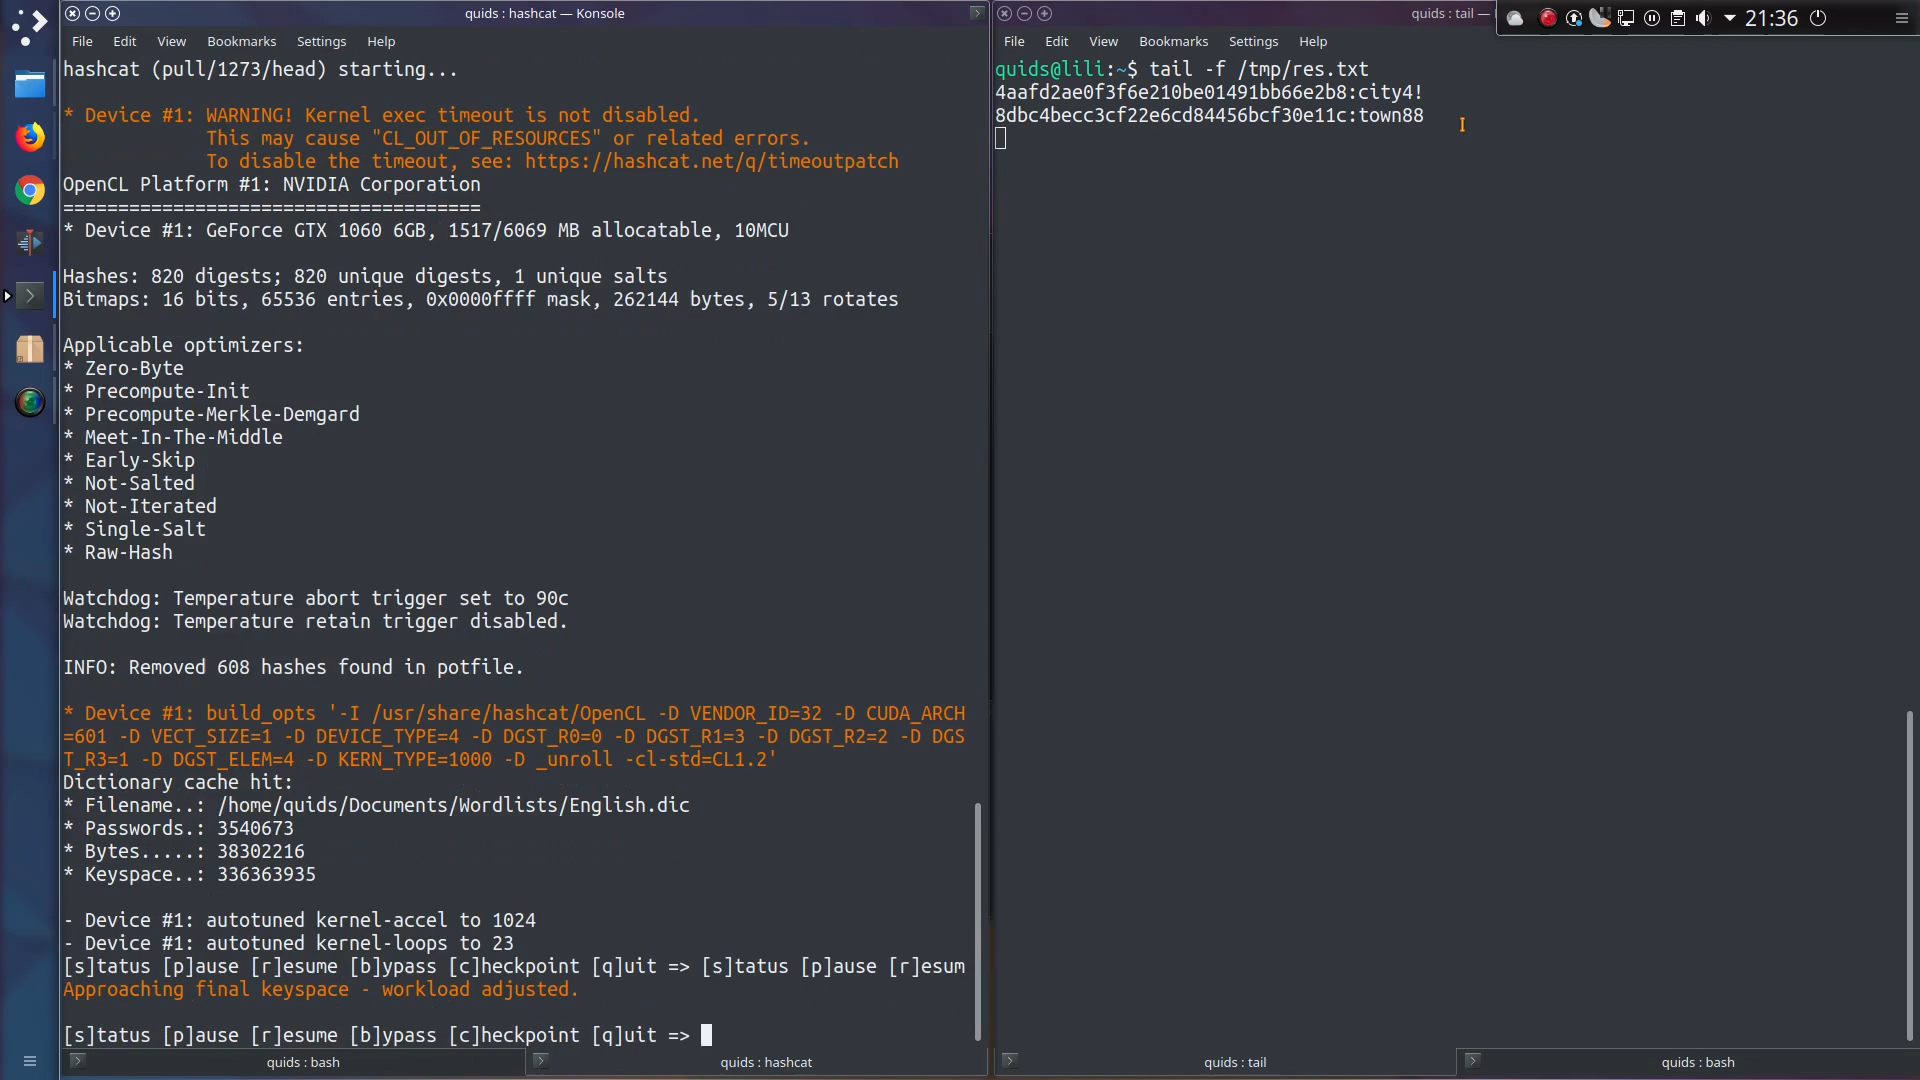 quids : hashcat — Konsole
File Edit View Bookmarks Settings Help
hashcat (pull/1273/head) starting...
* Device #1: WARNING! Kernel exec timeout is not disabled.
This may cause "CL_OUT_OF_RESOURCES" or related errors.
To disable the timeout, see: https://hashcat.net/q/timeoutpatch
OpenCL Platform #1: NVIDIA Corporation
======================================
* Device #1: GeForce GTX 1060 6GB, 1517/6069 MB allocatable, 10MCU
Hashes: 820 digests; 820 unique digests, 1 unique salts
Bitmaps: 16 bits, 65536 entries, 0x0000ffff mask, 262144 bytes, 5/13 rotates
Applicable optimizers:
* Zero-Byte
* Precompute-Init
* Precompute-Merkle-Demgard
* Meet-In-The-Middle
* Early-Skip
* Not-Salted
* Not-Iterated
* Single-Salt
* Raw-Hash
Watchdog: Temperature abort trigger set to 90c
Watchdog: Temperature retain trigger disabled.
INFO: Removed 608 hashes found in potfile.
* Device #1: build_opts '-I /usr/share/hashcat/OpenCL -D VENDOR_ID=32 -D CUDA_ARCH
=601 -D VECT_SIZE=1 -D DEVICE_TYPE=4 -D DGST_R0=0 -D DGST_R1=3 -D DGST_R2=2 -D DGS
T_R3=1 -D DGST_ELEM=4 -D KERN_TYPE=1000 -D _unroll -cl-std=CL1.2'
Dictionary cache hit:
* Filename..: /home/quids/Documents/Wordlists/English.dic
* Passwords.: 3540673
* Bytes.....: 38302216
* Keyspace..: 336363935
- Device #1: autotuned kernel-accel to 1024
- Device #1: autotuned kernel-loops to 23
[s]tatus [p]ause [r]esume [b]ypass [c]heckpoint [q]uit => [s]tatus [p]ause [r]esum
Approaching final keyspace - workload adjusted.
[s]tatus [p]ause [r]esume [b]ypass [c]heckpoint [q]uit =>
quids : bash
quids : hashcat
quids : tail —
21:36
File Edit View Bookmarks Settings Help
quids@lili:~$ tail -f /tmp/res.txt
4aafd2ae0f3f6e210be01491bb66e2b8:city4!
8dbc4becc3cf22e6cd84456bcf30e11c:town88
quids : tail
quids : bash